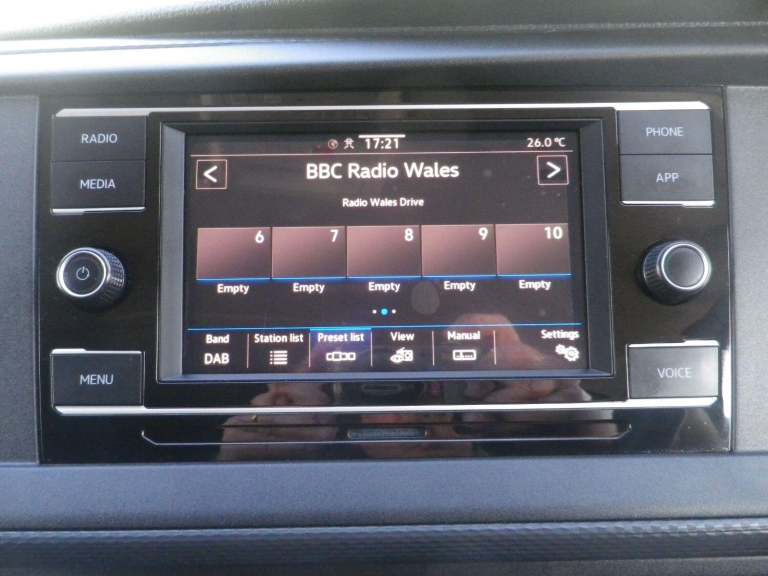 RADIO
MEDIA
MENU
17:21
26.0 °C
<
BBC Radio Wales
>
Radio Wales Drive
6 7 8 9 10
Empty Empty Empty Empty Empty
Band Station list Preset list View Manual Settings
DAB
PHONE
APP
VOICE